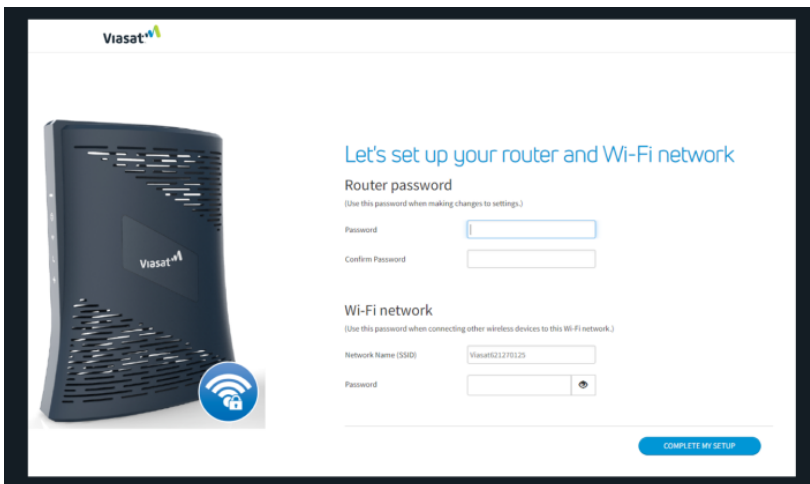 Viasat
Let's set up your router and Wi-Fi network
Router password
(Use this password when making changes to settings.)
Password
Confirm Password
Viasat
Wi-Fi network
(Use this password when connecting other wireless devices to this Wi-Fi network.)
Network Name (SSID) Viasat621270125
Password
COMPLETE MY SETUP